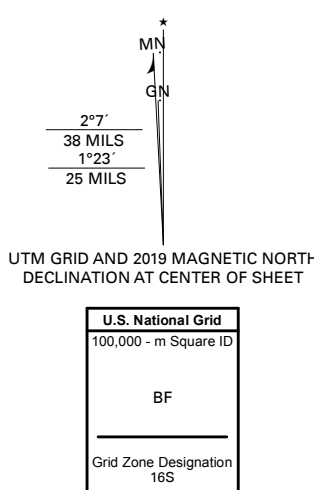 ★
MN
GN
2°7´
38 MILS
1°23´
25 MILS
UTM GRID AND 2019 MAGNETIC NORTH
DECLINATION AT CENTER OF SHEET
U.S. National Grid
100,000 - m Square ID
BF
Grid Zone Designation
16S